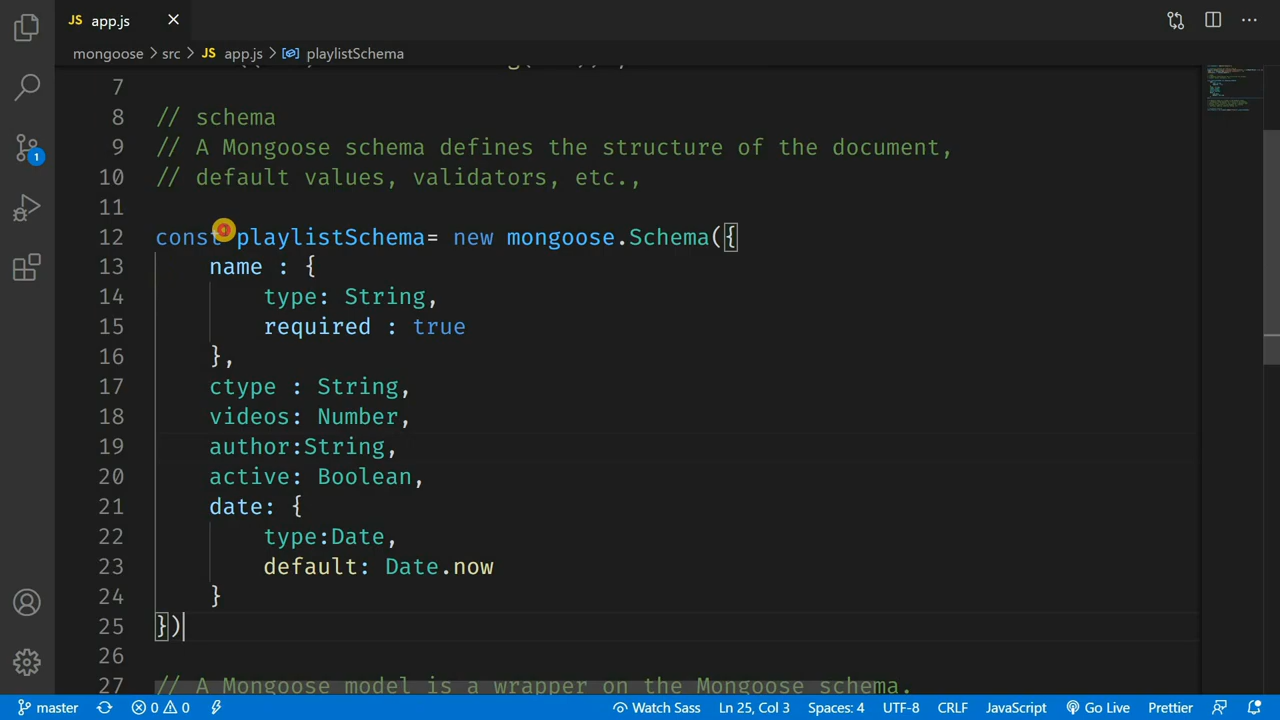 JS app.js
mongoose > src > JS app.js > playlistSchema
7
8 // schema
9 // A Mongoose schema defines the structure of the document,
10 // default values, validators, etc.,
11
12 const playlistSchema= new mongoose.Schema({
13 name : {
14 type: String,
15 required : true
16 },
17 ctype : String,
18 videos: Number,
19 author:String,
20 active: Boolean,
21 date: {
22 type:Date,
23 default: Date.now
24 }
25 })
26
27 // A Mongoose model is a wrapper on the Mongoose schema.
1
master 0 0 Watch Sass Ln 25, Col 3 Spaces: 4 UTF-8 CRLF JavaScript Go Live Prettier